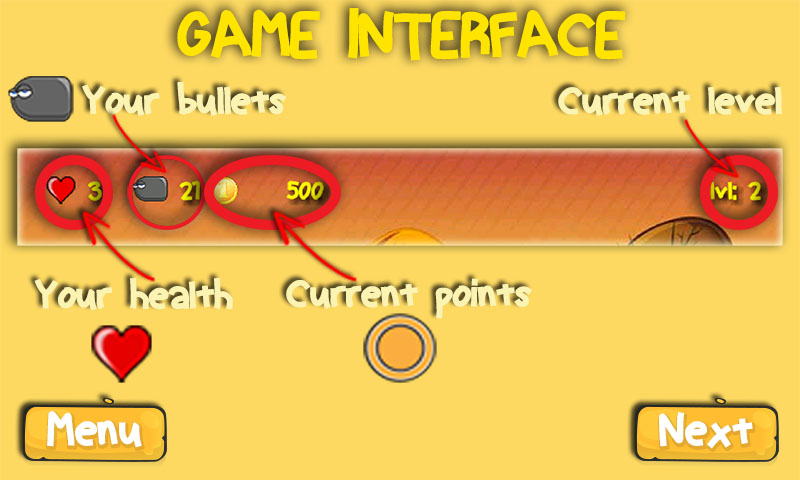 GAME INTERFACE
Your bullets
Current level
3 21 500 lvl: 2
Your health
Current points
Menu
Next